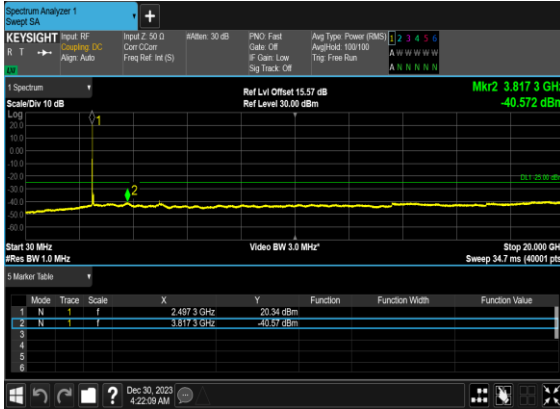 Spectrum Analyzer 1
Swept SA
+
KEYSIGHT Input: RF Input Z: 50 Ω #Atten: 30 dB PNO: Fast Avg Type: Power (RMS) 1 2 3 4 5 6
R T Coupling: DC Corr CCorr Gate: Off Avg|Hold: 100/100 A W W W W W
Align: Auto Freq Ref: Int (S) IF Gain: Low Trig: Free Run
Sig Track: Off A N N N N N
1 Spectrum Ref Lvl Offset 15.57 dB Mkr2 3.817 3 GHz
Scale/Div 10 dB Ref Level 30.00 dBm -40.572 dBm
Log
1
20.0
10.0
0.00
-10.0
-20.0
DL1 -25.00 dBm
-30.0
2
-40.0
-50.0
-60.0
Start 30 MHz Video BW 3.0 MHz* Stop 20.000 GHz
#Res BW 1.0 MHz Sweep 34.7 ms (40001 pts)
5 Marker Table
Mode Trace Scale X Y Function Function Width Function Value
1 N 1 f 2.497 3 GHz 20.34 dBm
2 N 1 f 3.817 3 GHz -40.57 dBm
3
4
5
6
? Dec 30, 2023
4:22:09 AM